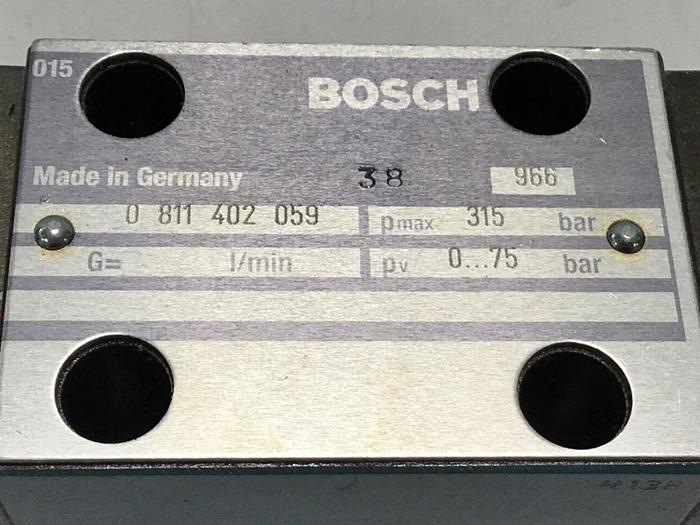 015
BOSCH
Made in Germany 38 966
0 811 402 059 pmax 315 bar
G= l/min pv 0...75 bar